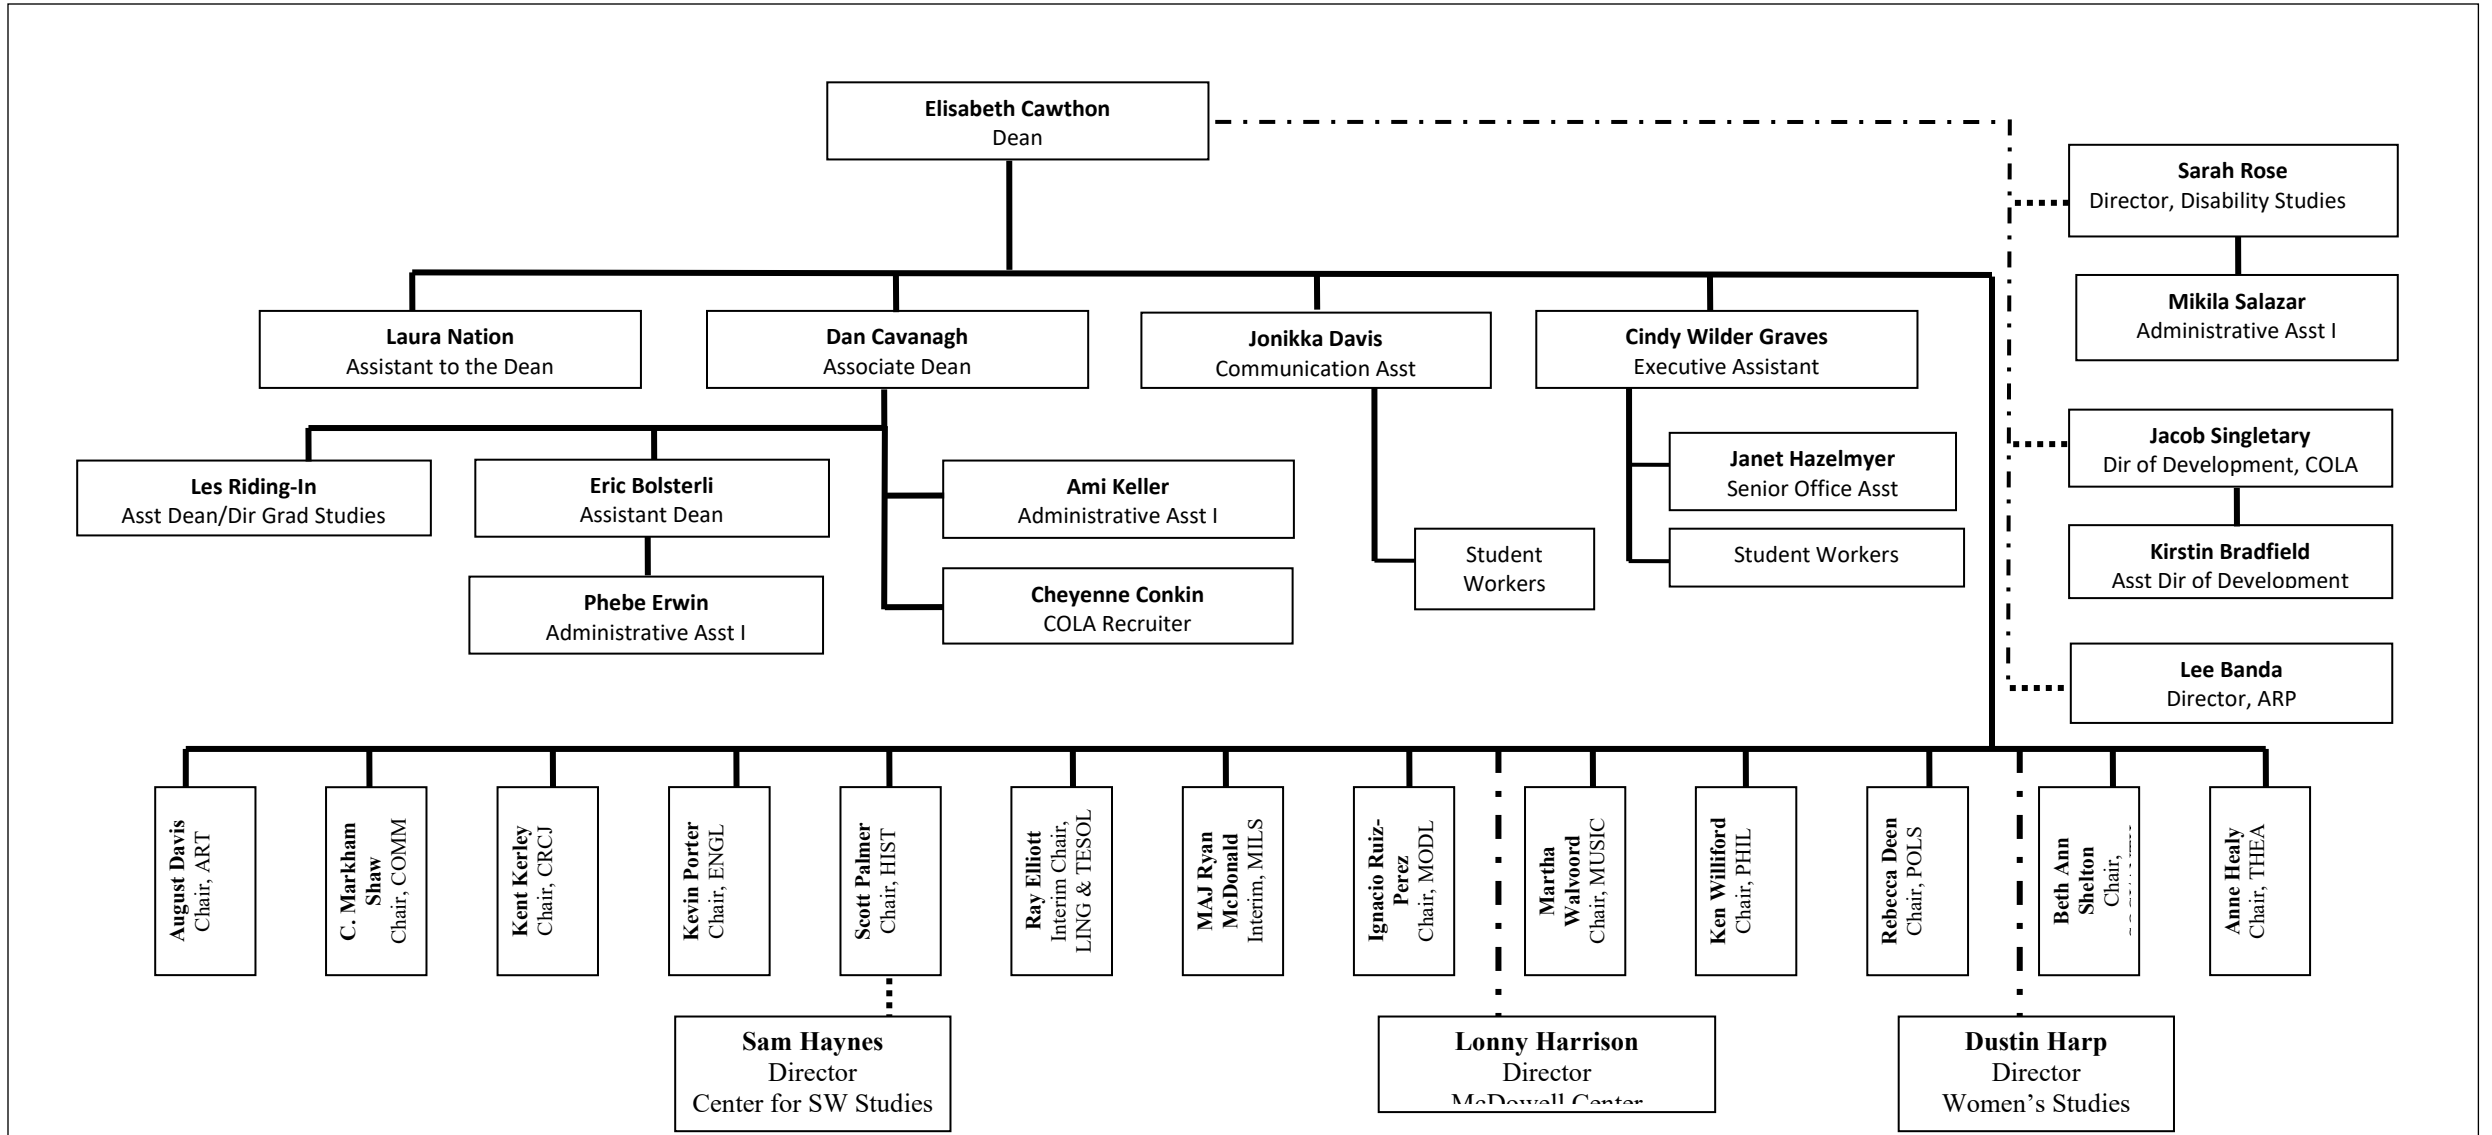 Elisabeth Cawthon
Dean
Sarah Rose
Director, Disability Studies
Mikila Salazar
Administrative Asst I
Laura Nation
Assistant to the Dean
Dan Cavanagh
Associate Dean
Jonikka Davis
Communication Asst
Cindy Wilder Graves
Executive Assistant
Jacob Singletary
Dir of Development, COLA
Kirstin Bradfield
Asst Dir of Development
Les Riding-In
Asst Dean/Dir Grad Studies
Eric Bolsterli
Assistant Dean
Ami Keller
Administrative Asst I
Janet Hazelmyer
Senior Office Asst
Student
Workers
Student Workers
Phebe Erwin
Administrative Asst I
Cheyenne Conkin
COLA Recruiter
Lee Banda
Director, ARP
August Davis
Chair, ART
C. Markham
Shaw
Chair, COMM
Kent Kerley
Chair, CRCJ
Kevin Porter
Chair, ENGL
Scott Palmer
Chair, HIST
Ray Elliott
Interim Chair,
LING & TESOL
MAJ Ryan
McDonald
Interim, MILS
Ignacio Ruiz-
Perez
Chair, MODL
Martha
Walvoord
Chair, MUSIC
Ken Williford
Chair, PHIL
Rebecca Deen
Chair, POLS
Beth Ann
Shelton
Chair,
Anne Healy
Chair, THEA
Sam Haynes
Director
Center for SW Studies
Lonny Harrison
Director
McDowell Center
Dustin Harp
Director
Women’s Studies